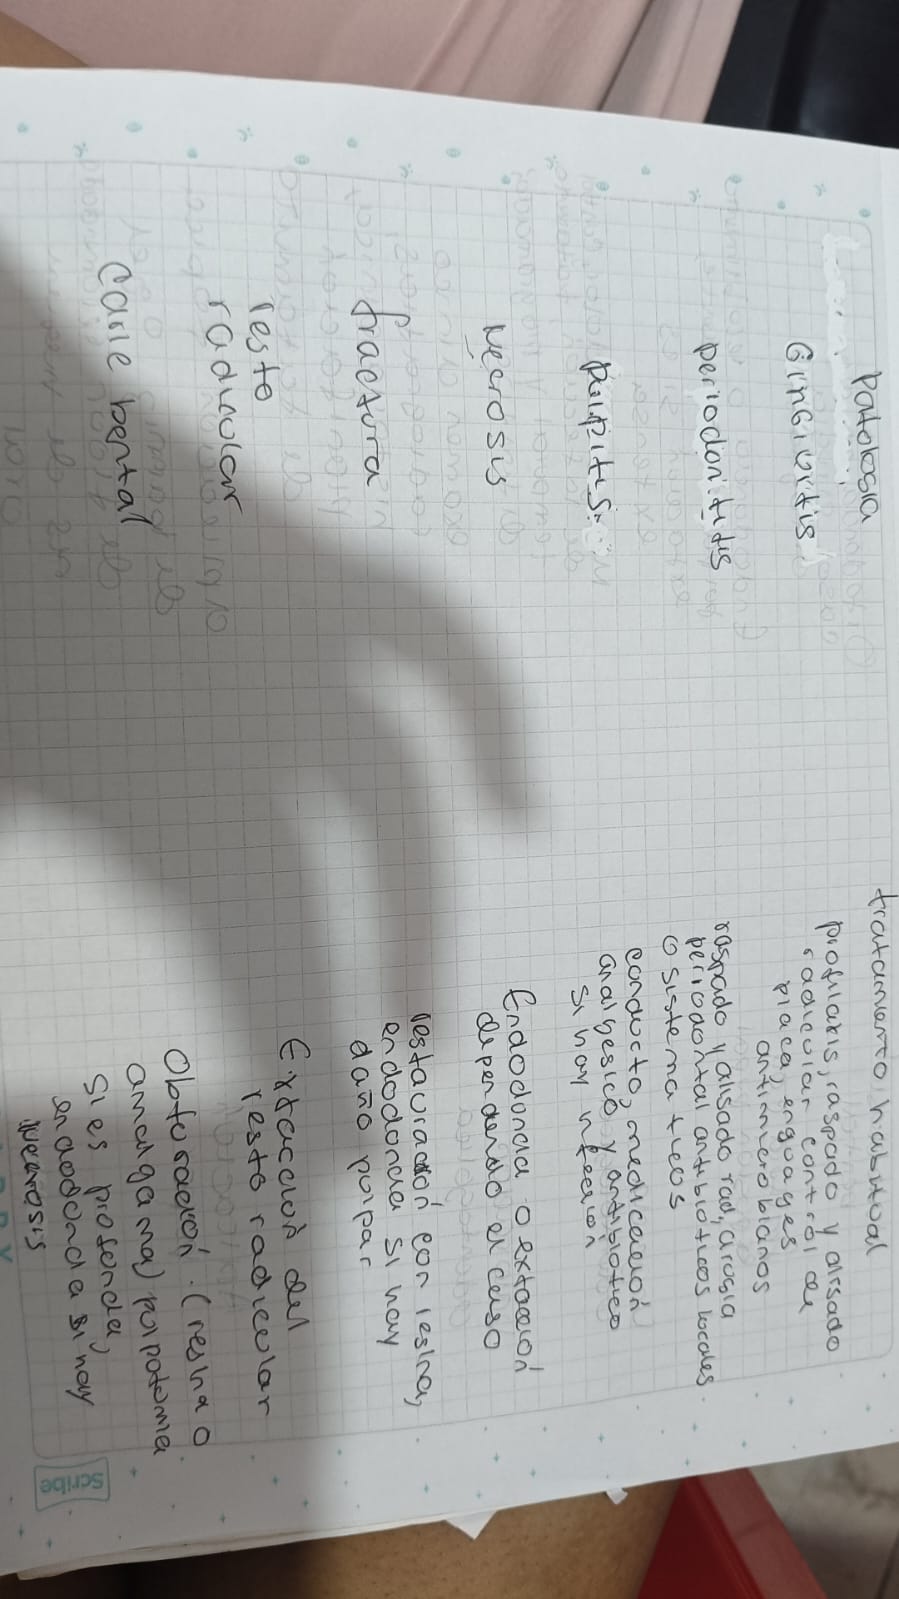 Patologia
tratamiento habitual
Gingivitis
profilaxis, raspado y alisado
radicular control de
placa, enguages
antimicrobianos
periodontitis
raspado y alisado rad, cirugia
periodontal antibioticos locales
o sistematicos
pulpitis
conducto, medicación
analgesico y antibiotico
si hay infección
Necrosis
Endodoncia o extracción
dependendo el caso
fractura
restauración con resina,
endodoncia si hay
daño pulpar
resto
radicular
Extracción del
resto radicular
Carie Dental
Obturación (resina o
amalgama) pulpotomia
si es profunda
endodoncia si hay
necrosis
scribe